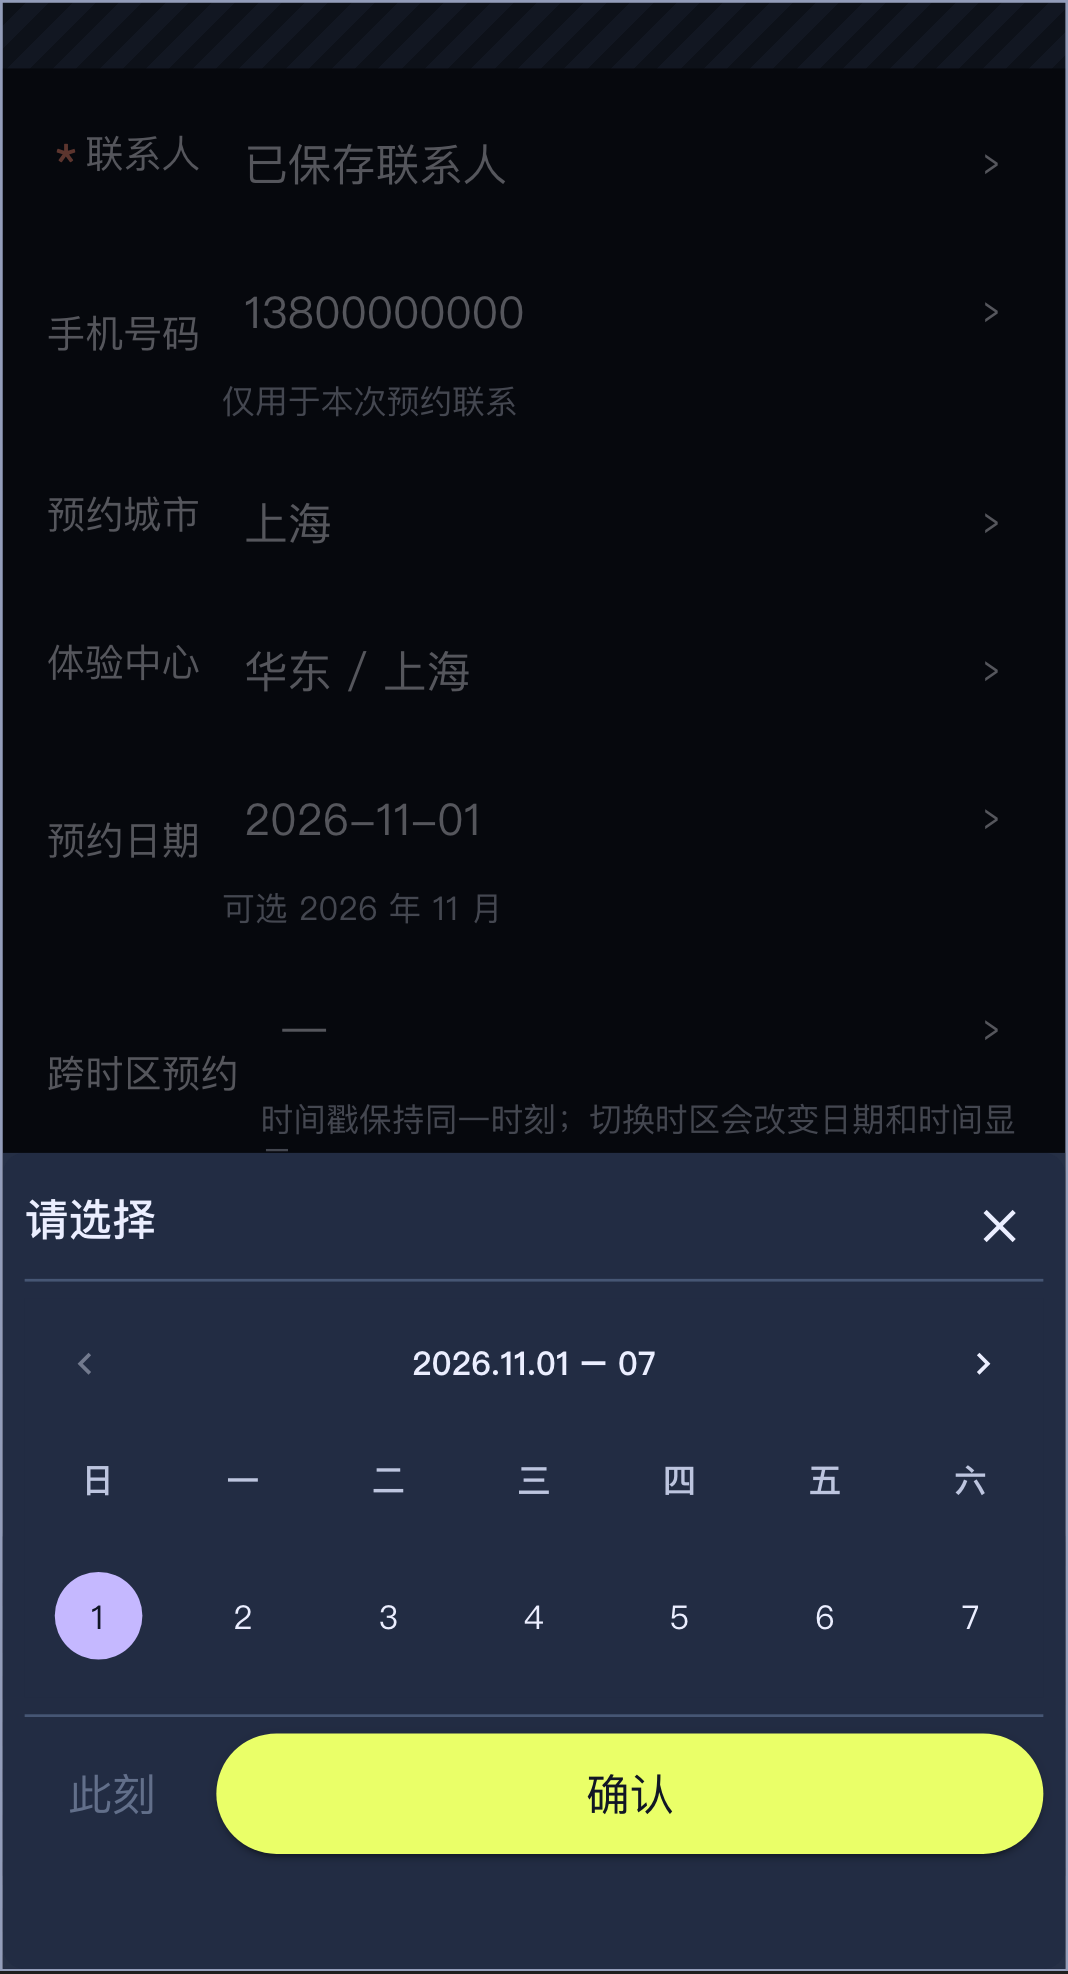 * 联系人 已保存联系人 >
手机号码 13800000000 >
仅用于本次预约联系
预约城市 上海 >
体验中心 华东 / 上海 >
预约日期 2026-11-01 >
可选 2026 年 11 月
跨时区预约 — >
时间戳保持同一时刻；切换时区会改变日期和时间显
请选择
2026.11.01 — 07
日 一 二 三 四 五 六
1 2 3 4 5 6 7
此刻 确认